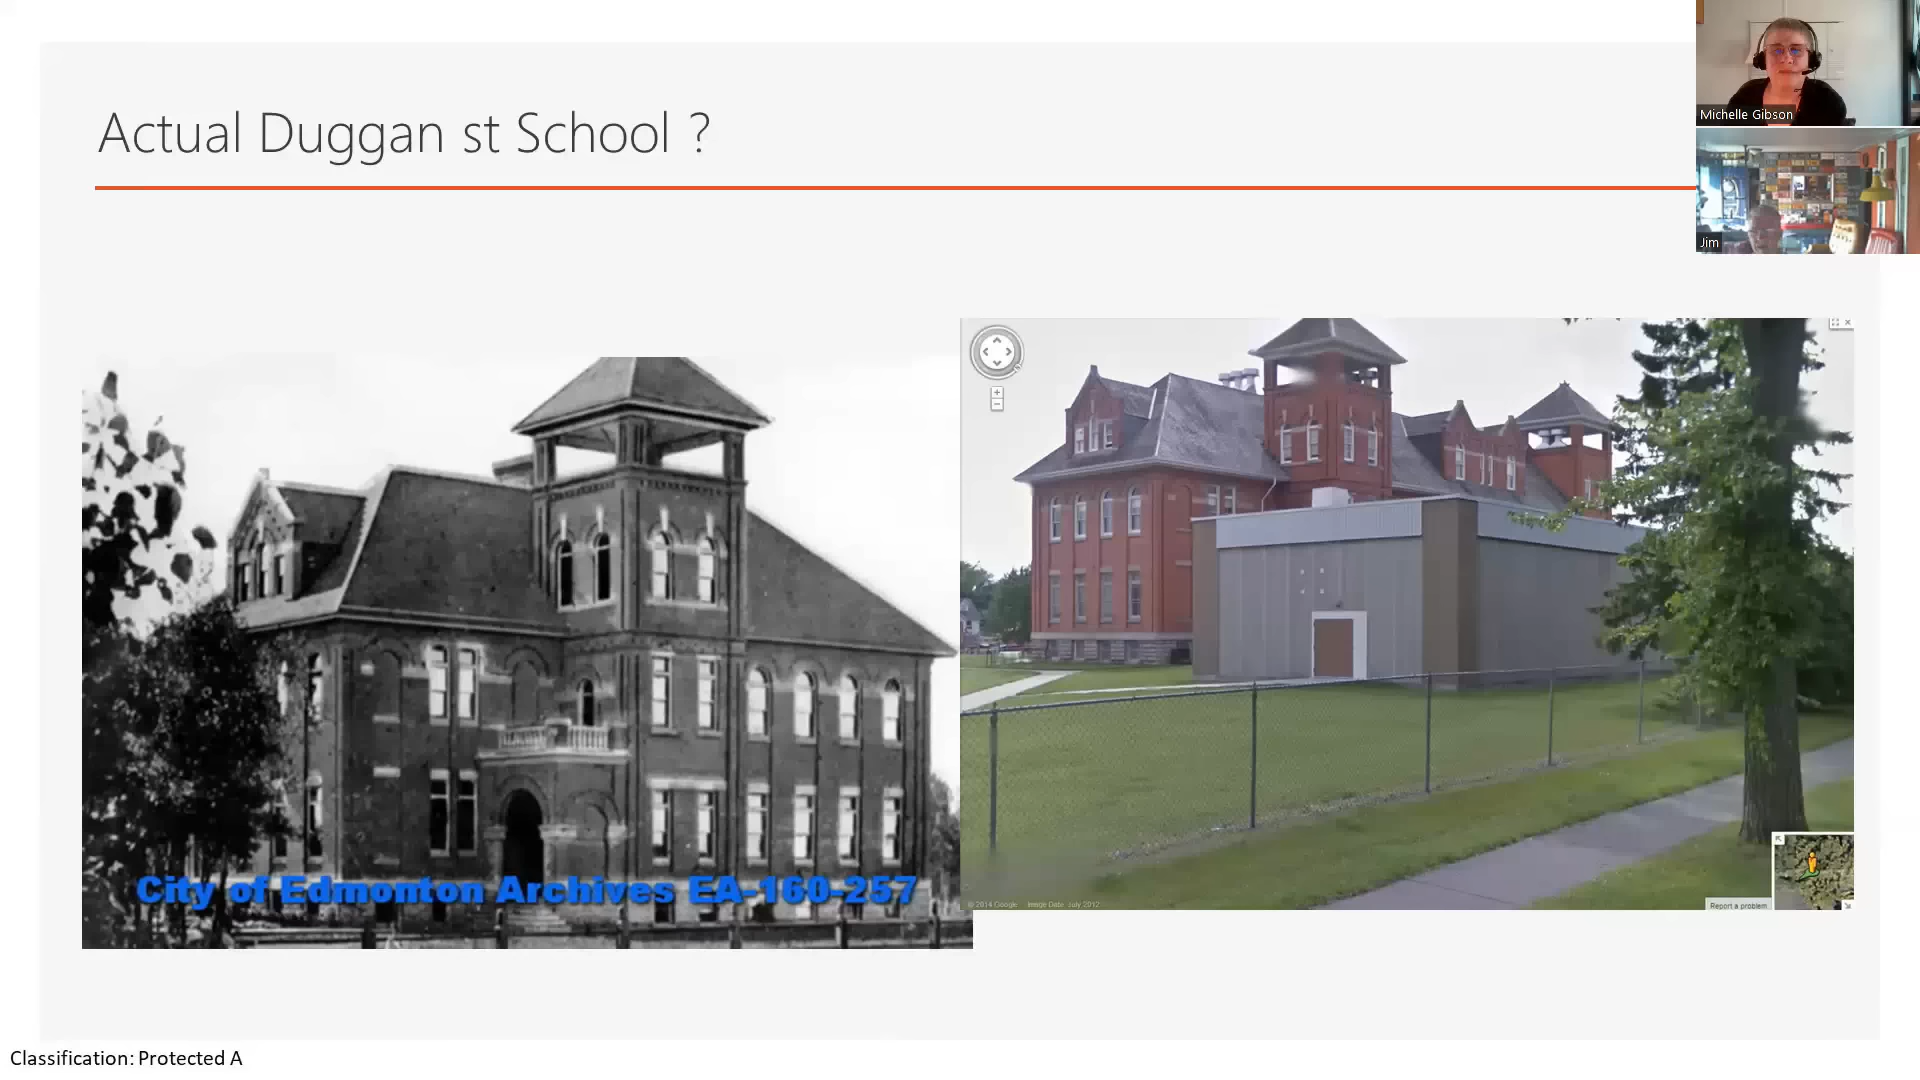 Actual Duggan st School ?
Michelle Gibson
Jim
City of Edmonton Archives EA-160-257
© 2014 Google Image Date: July 2012
Report a problem
Classification: Protected A